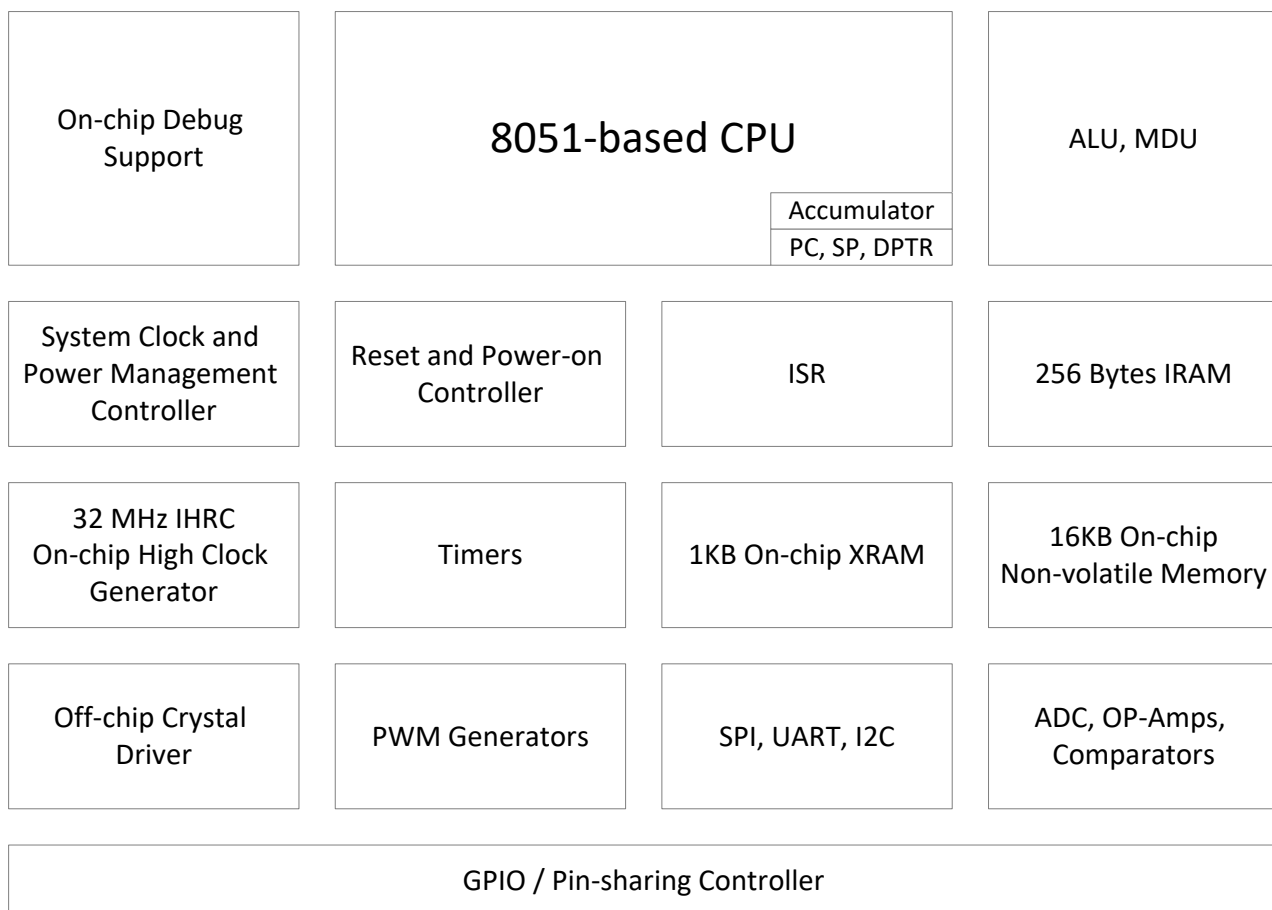 On-chip Debug
Support
8051-based CPU
Accumulator
PC, SP, DPTR
ALU, MDU
System Clock and
Power Management
Controller
Reset and Power-on
Controller
ISR
256 Bytes IRAM
32 MHz IHRC
On-chip High Clock
Generator
Timers
1KB On-chip XRAM
16KB On-chip
Non-volatile Memory
Off-chip Crystal
Driver
PWM Generators
SPI, UART, I2C
ADC, OP-Amps,
Comparators
GPIO / Pin-sharing Controller